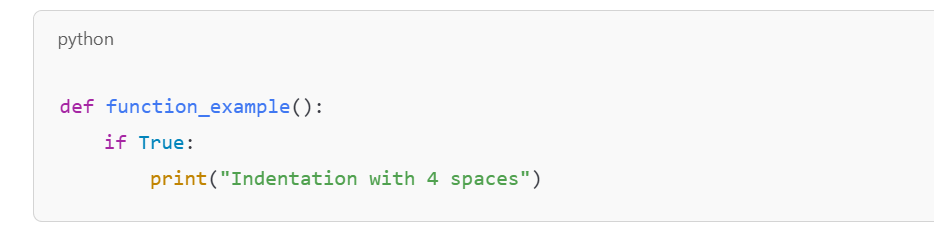 python
def function_example():
    if True:
        print("Indentation with 4 spaces")